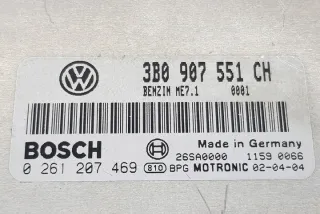 3B0 907 551 CH
BENZIN ME7.1 0001
BOSCH
Made in Germany
26SA0000 1159 0066
0 261 207 469 810 BPG MOTRONIC 02-04-04